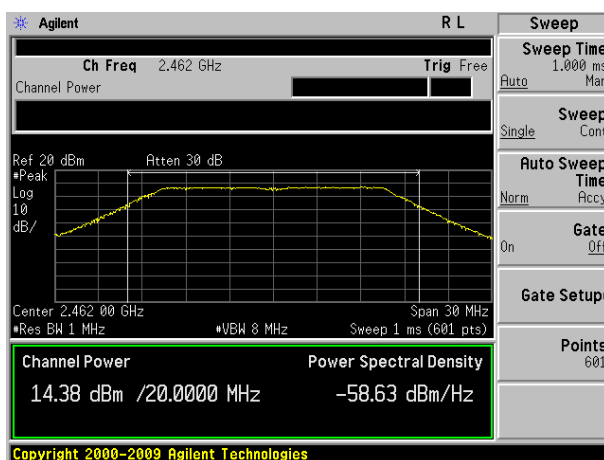 Agilent
R L
Sweep
Ch Freq 2.462 GHz
Trig Free
Channel Power
Sweep Time
1.000 ms
Auto Man
Sweep
Single Cont
Ref 20 dBm Atten 30 dB
#Peak
Log
10
dB/
Auto Sweep
Time
Norm Accy
Gate
On Off
Gate Setup
Center 2.462 00 GHz Span 30 MHz
#Res BW 1 MHz #VBW 8 MHz Sweep 1 ms (601 pts)
Points
601
Channel Power Power Spectral Density
14.38 dBm /20.0000 MHz -58.63 dBm/Hz
Copyright 2000-2009 Agilent Technologies